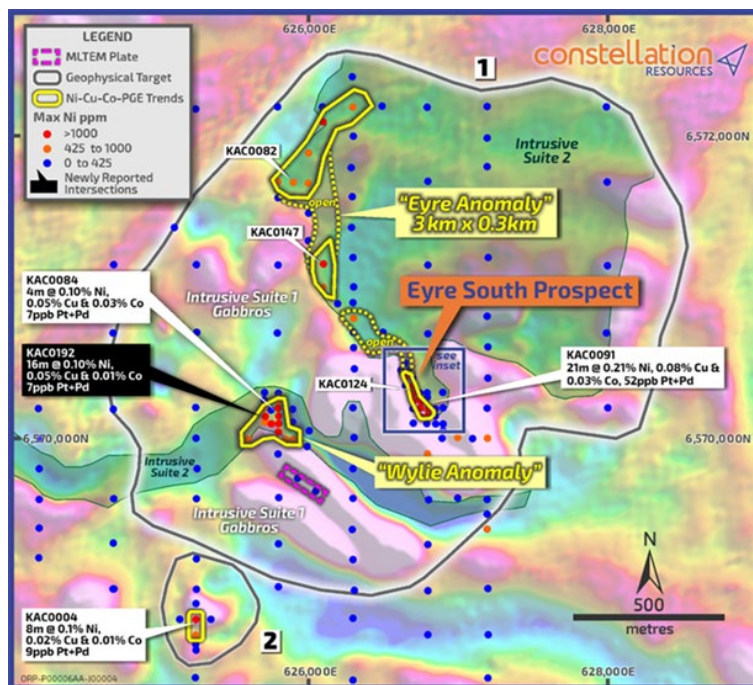 626,000E
628,000E
LEGEND
MLTEM Plate
Geophysical Target
Ni-Cu-Co-PGE Trends
Max Ni ppm
>1000
425 to 1000
0 to 425
Newly Reported
Intersections
constellation
RESOURCES
1
6,572,000N
Intrusive Suite 2
KAC0082
open
"Eyre Anomaly"
3km x 0.3km
KAC0147
KAC0084
4m @ 0.10% Ni,
0.05% Cu & 0.03% Co
7ppb Pt+Pd
Intrusive Suite 1
Gabbros
Eyre South Prospect
KAC0192
16m @ 0.10% Ni,
0.05% Cu & 0.01% Co
7ppb Pt+Pd
open
see
inset
KAC0091
21m @ 0.21% Ni, 0.08% Cu &
0.03% Co, 52ppb Pt+Pd
KAC0124
6,570,000N
6,570,000N
Intrusive
Suite 2
"Wylie Anomaly"
Intrusive Suite 1
Gabbros
N
500
metres
KAC0004
8m @ 0.1% Ni,
0.02% Cu & 0.01% Co
9ppb Pt+Pd
2
ORP-P00006AA-J00004
626,000E
628,000E